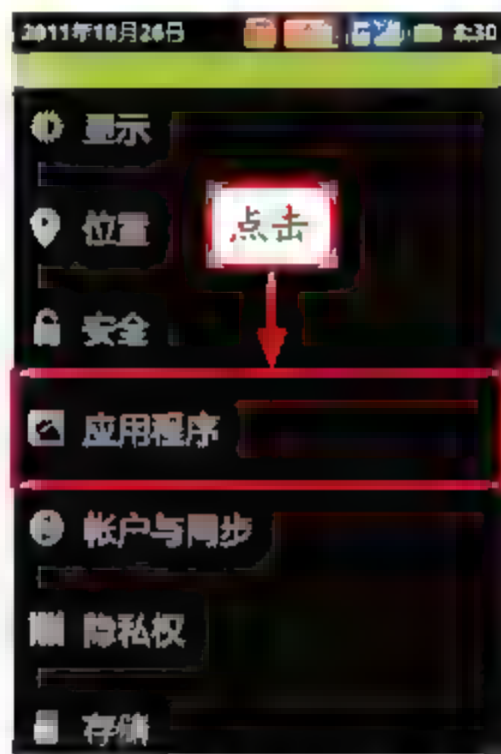 2011年10月26日
显示
位置
点击
安全
应用程序
帐户与同步
隐私权
存储